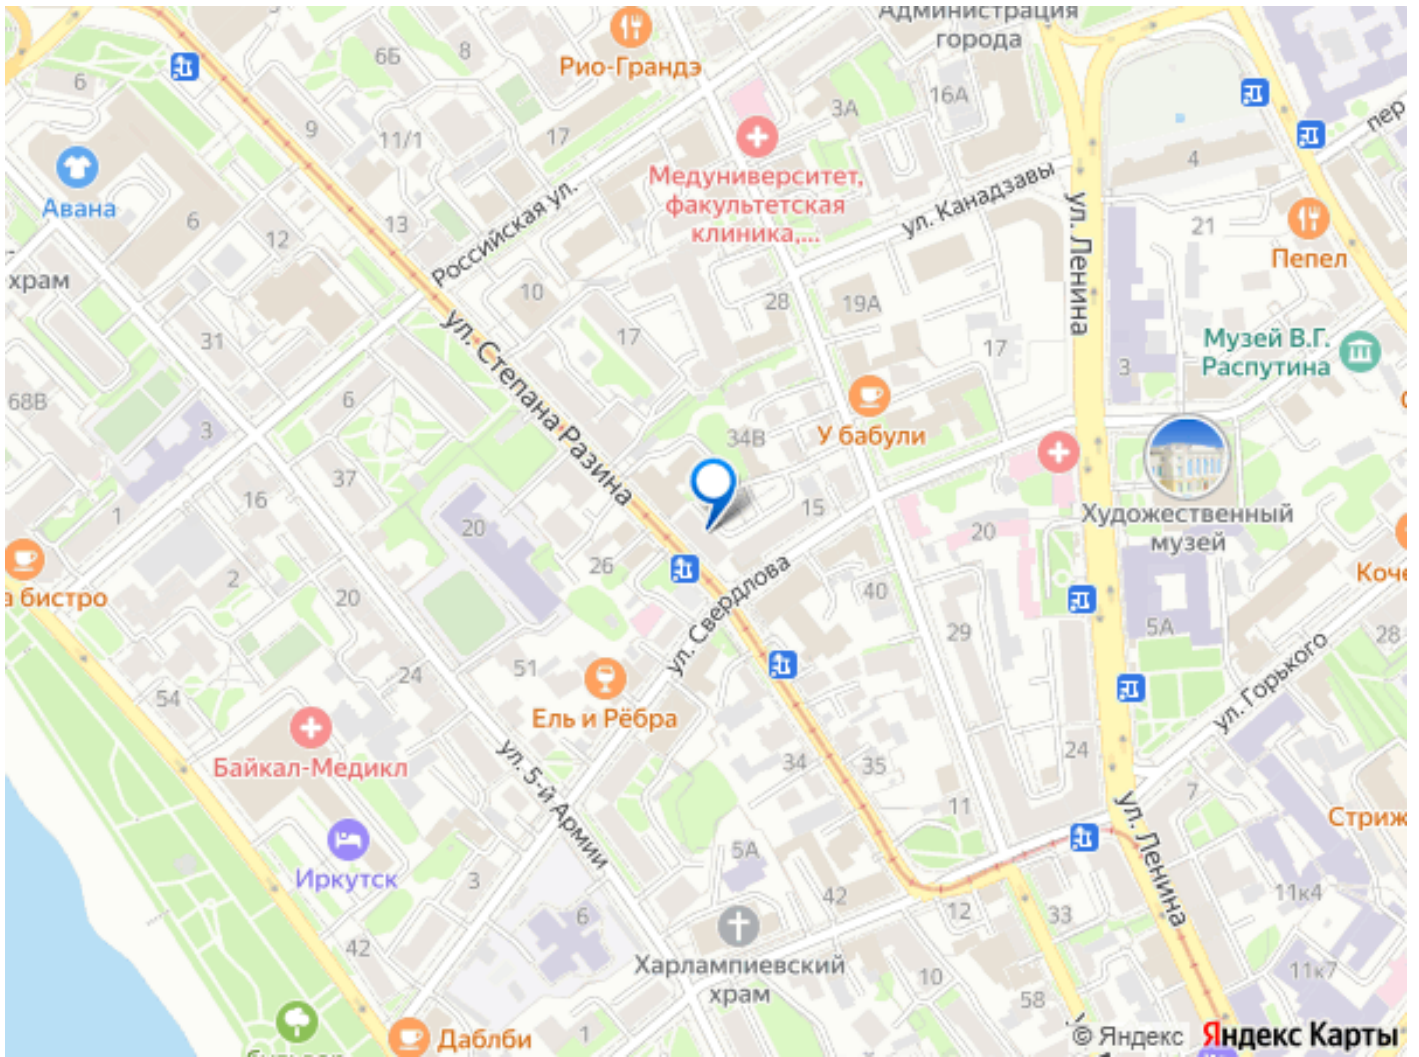 Администрация
города
6Б
8
Рио-Грандэ
6
9
11/1
17
3А
16А
пер
4
Авана
Медуниверситет,
факультетская
клиника,...
ул. Канадзавы
ул. Ленина
21
Пепел
6
12
13
Российская ул.
храм
10
28
19А
17
31
17
3
Музей В.Г.
Распутина
ул. Степана Разина
68В
6
3
У бабули
34В
37
16
1
20
15
20
Художественный
музей
2
26
20
ул. Свердлова
40
29
5А
Коче
а бистро
28
51
24
54
Ель и Рёбра
ул. Горького
Байкал-Медикл
ул. 5-й Армии
34
35
24
11
7
ул. Ленина
Стриж
Иркутск
3
5А
42
6
12
33
11к4
42
Харлампиевский
храм
10
58
11к7
1
Даблби
© Яндекс
Яндекс Карты